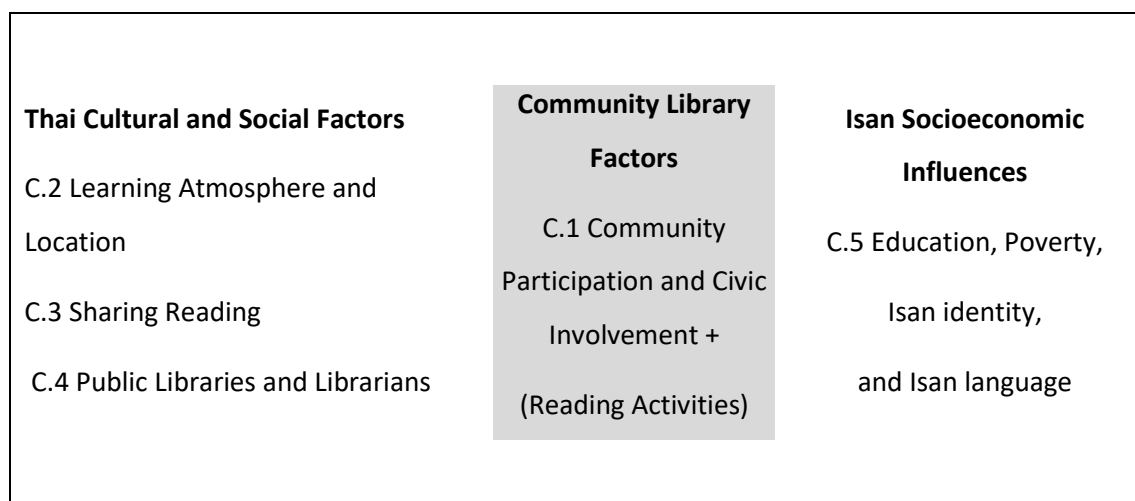 Thai Cultural and Social Factors
C.2 Learning Atmosphere and
Location
C.3 Sharing Reading
C.4 Public Libraries and Librarians
Community Library
Factors
C.1 Community
Participation and Civic
Involvement +
(Reading Activities)
Isan Socioeconomic
Influences
C.5 Education, Poverty,
Isan identity,
and Isan language